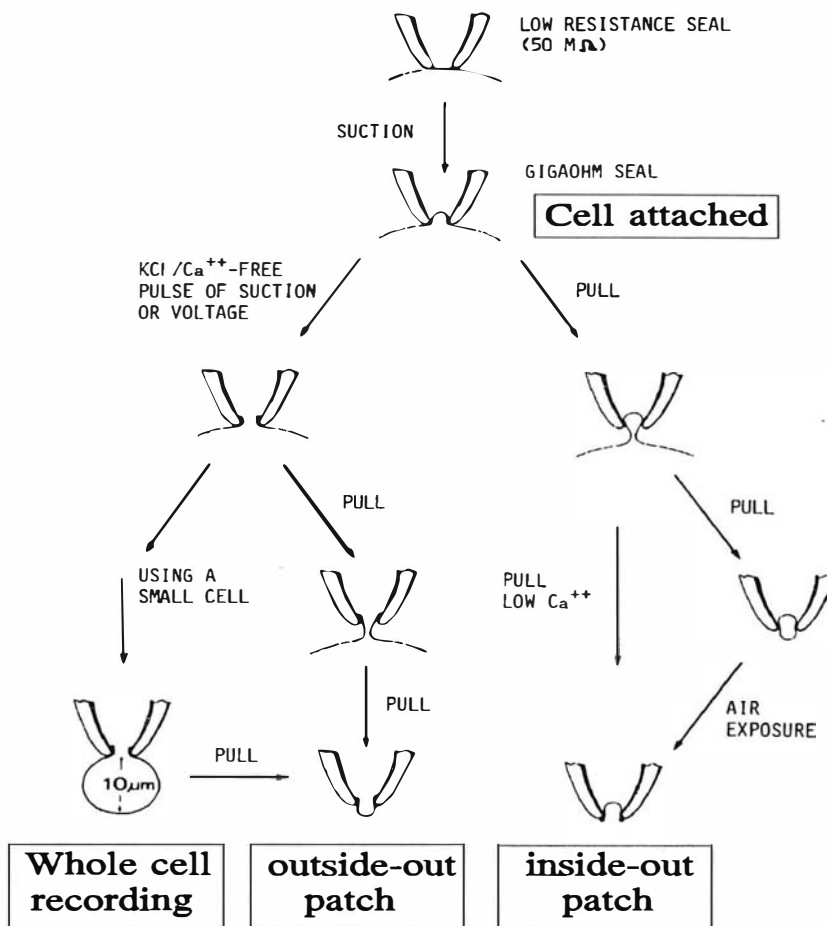 LOW RESISTANCE SEAL
(50 MΩ)
SUCTION
GIGAOHM SEAL
Cell attached
KCl/Ca⁺⁺-FREE
PULSE OF SUCTION
OR VOLTAGE
PULL
PULL
PULL
USING A
SMALL CELL
PULL
LOW Ca⁺⁺
PULL
AIR
EXPOSURE
PULL
10μm
Whole cell
recording
outside-out
patch
inside-out
patch